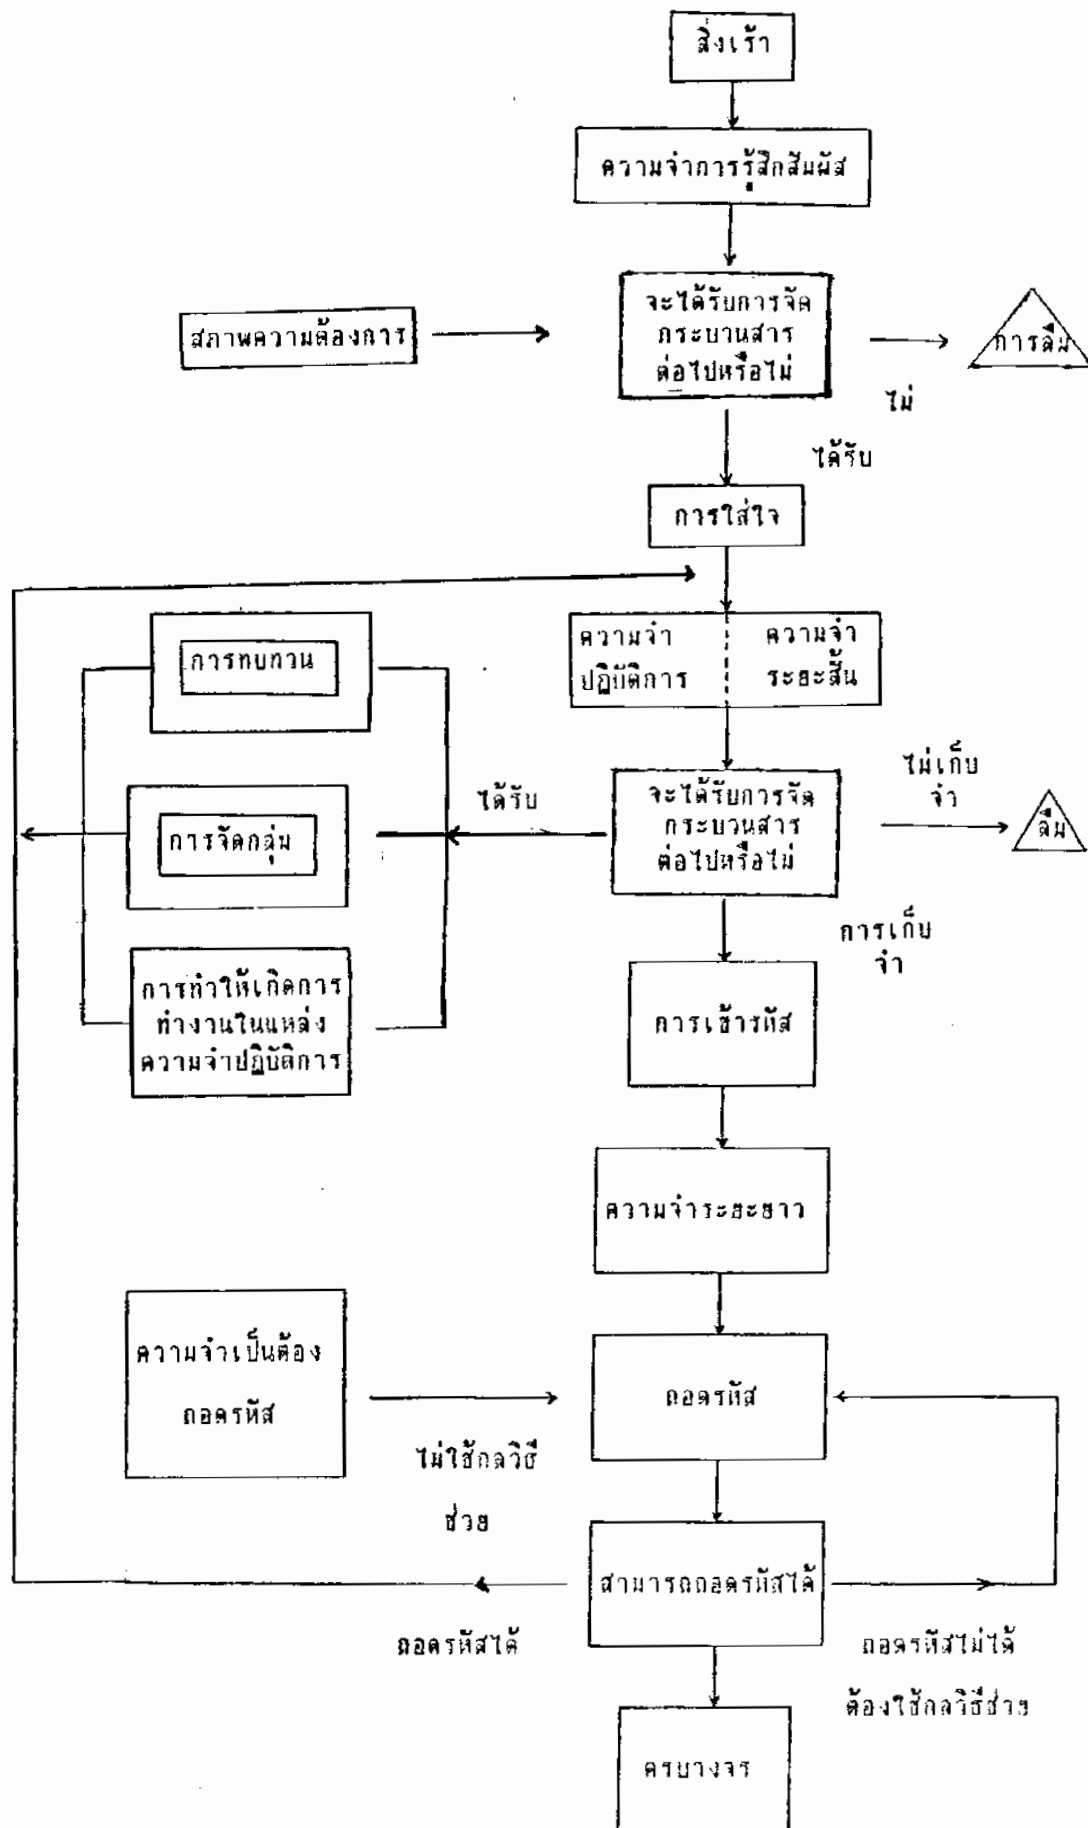 สิ่งเร้า
ความจำการรู้สึกสัมผัส
สภาพความต้องการ
จะได้รับการจัด
กระบวนสาร
ต่อไปหรือไม่
การลืม
ไม่
ได้รับ
การใส่ใจ
ความจำ
ปฏิบัติการ
ความจำ
ระยะสั้น
การทบทวน
การจัดกลุ่ม
การทำให้เกิดการ
ทำงานในแหล่ง
ความจำปฏิบัติการ
ได้รับ
จะได้รับการจัด
กระบวนสาร
ต่อไปหรือไม่
ไม่เก็บ
จำ
ลืม
การเก็บ
จำ
การเข้ารหัส
ความจำระยะยาว
ความจำเป็นต้อง
ถอดรหัส
ไม่ใช้กลวิธี
ช่วย
ถอดรหัส
สามารถถอดรหัสได้
ถอดรหัสได้
ถอดรหัสไม่ได้
ต้องใช้กลวิธีช่วย
ครบางจร